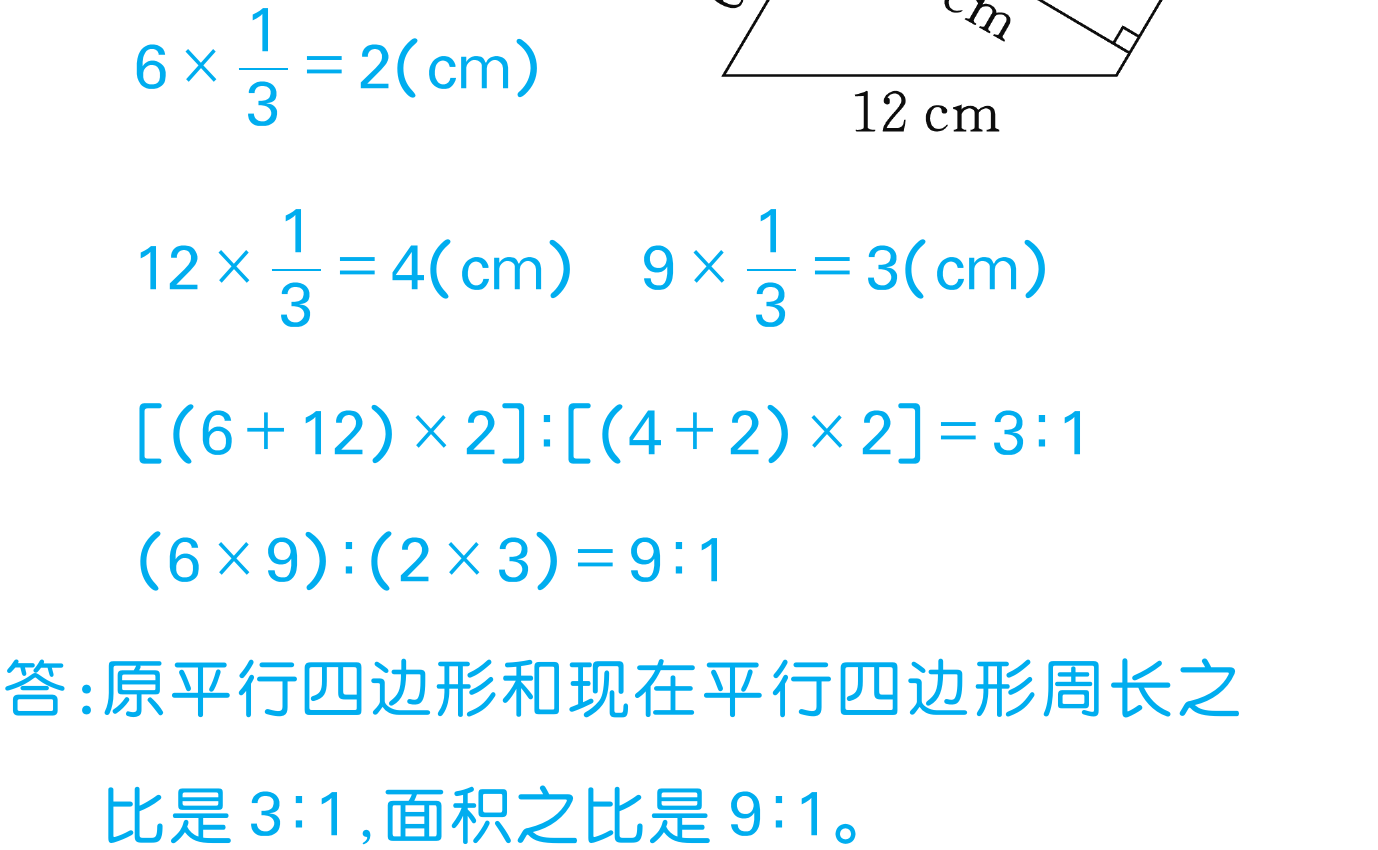 6×1/3=2(cm)
cm
12 cm
12×1/3=4(cm) 9×1/3=3(cm)
[(6+12)×2]∶[(4+2)×2]=3∶1
(6×9)∶(2×3)=9∶1
答:原平行四边形和现在平行四边形周长之
比是 3∶1,面积之比是 9∶1。